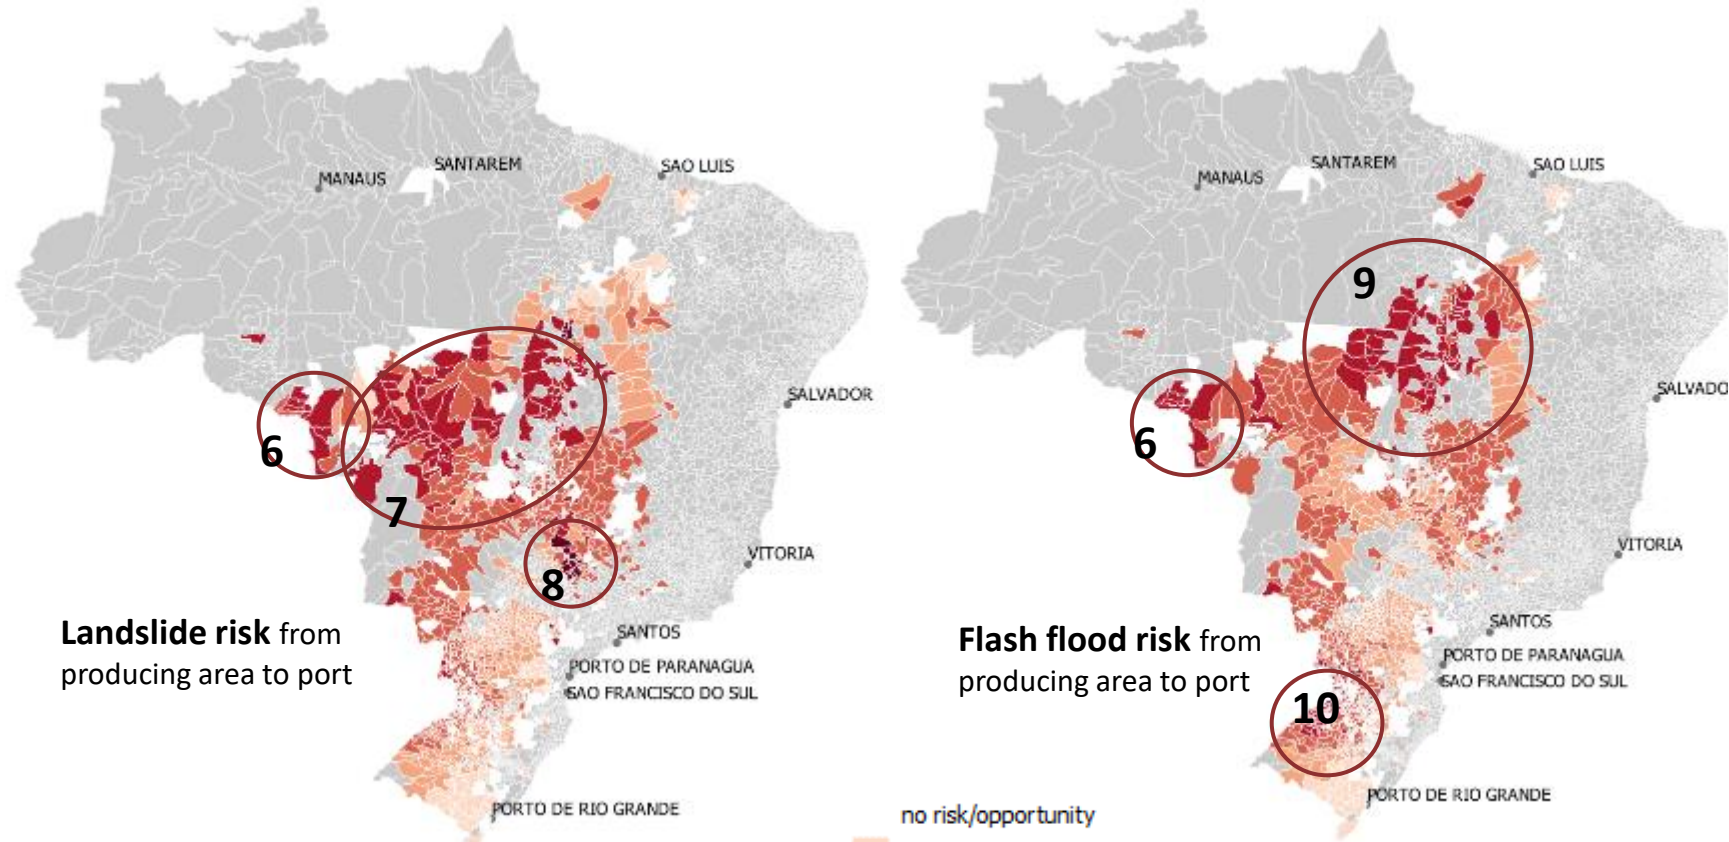 MANAUS
SANTAREM
SAO LUIS
SALVADOR
VITORIA
SANTOS
PORTO DE PARANAGUA
SAO FRANCISCO DO SUL
PORTO DE RIO GRANDE
6
7
8
Landslide risk from
producing area to port
MANAUS
SANTAREM
SAO LUIS
SALVADO
VITORIA
SANTOS
PORTO DE PARANAGUA
SAO FRANCISCO DO SUL
PORTO DE RIO GRANDE
9
6
10
Flash flood risk from
producing area to port
no risk/opportunity